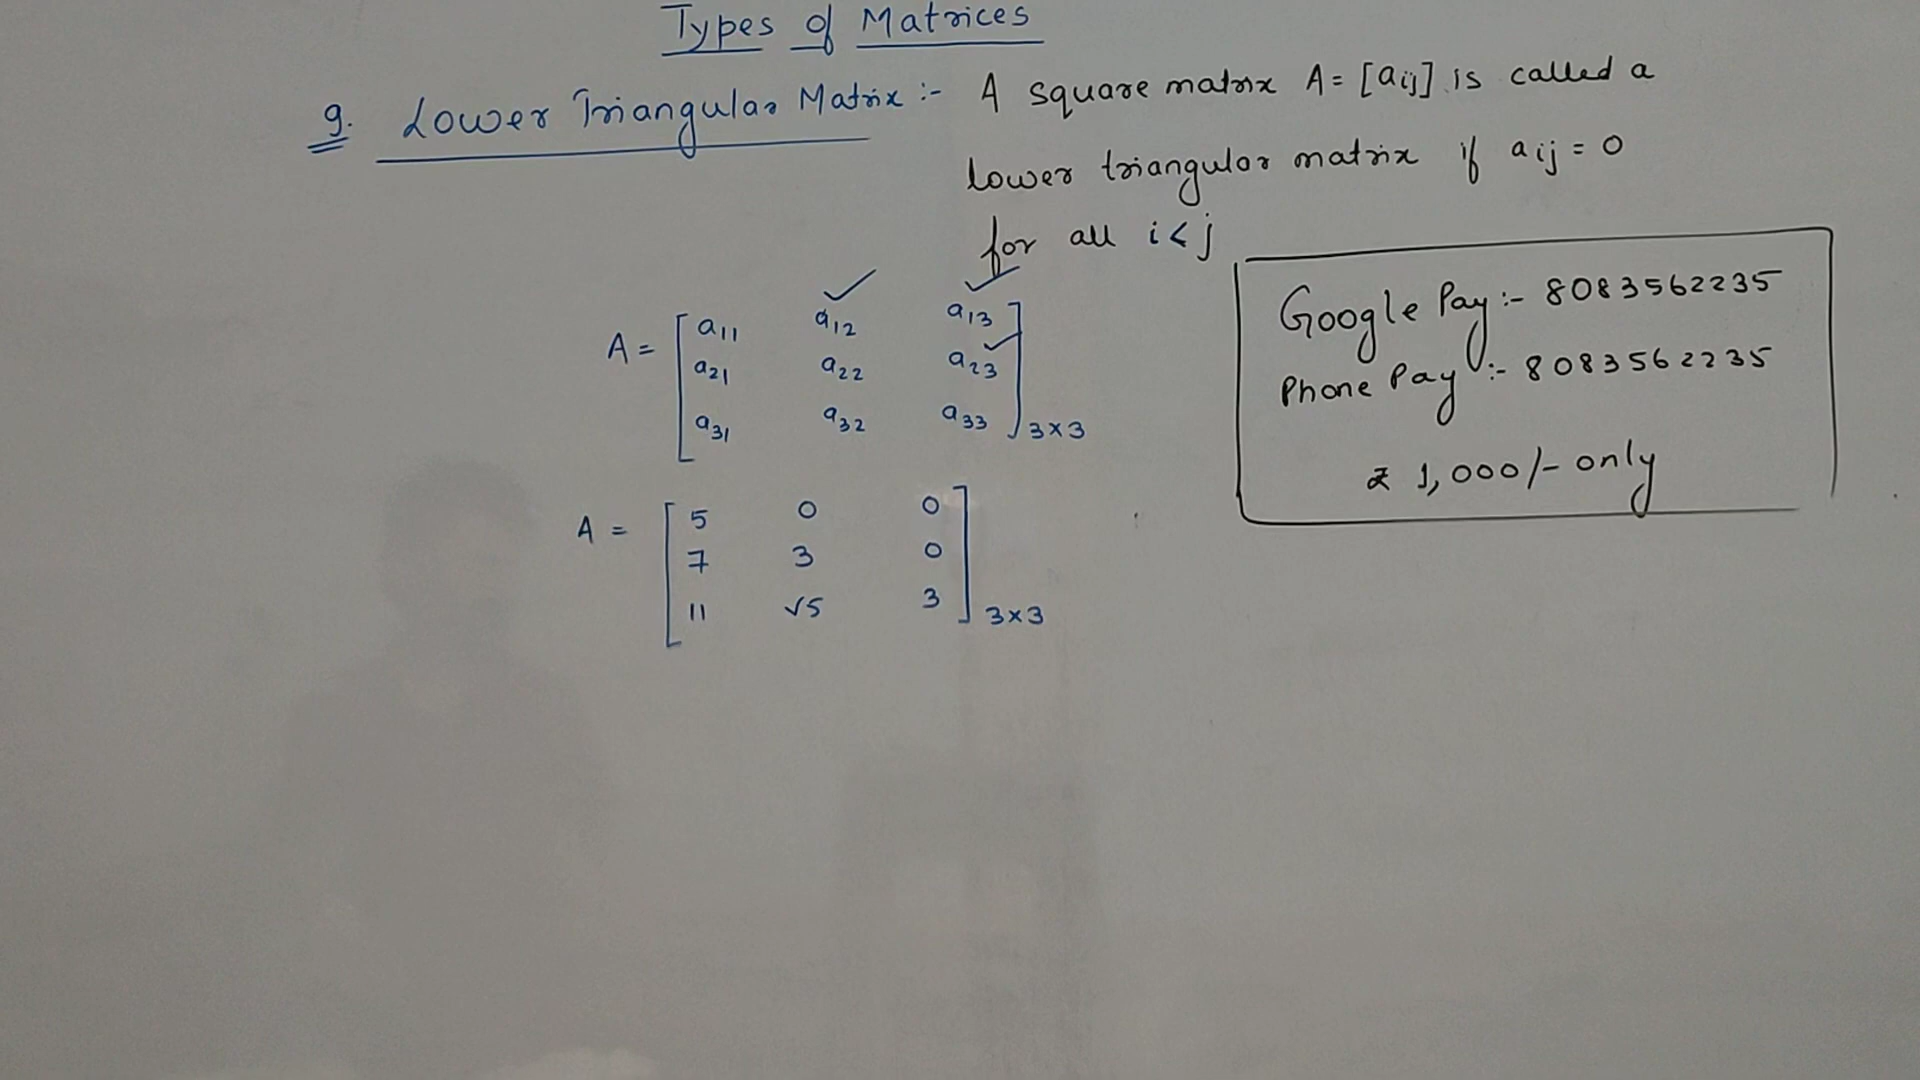 Types of Matrices
9. Lower Triangular Matrix :- A square matrix A = [aij] is called a
lower triangular matrix if aij = 0
for all i < j
A = [ a11 a12 a13
a21 a22 a23
a31 a32 a33 ] 3×3
A = [ 5 0 0
7 3 0
11 √5 3 ] 3×3
Google Pay :- 8083562235
Phone Pay :- 8083562235
₹ 1,000/- only